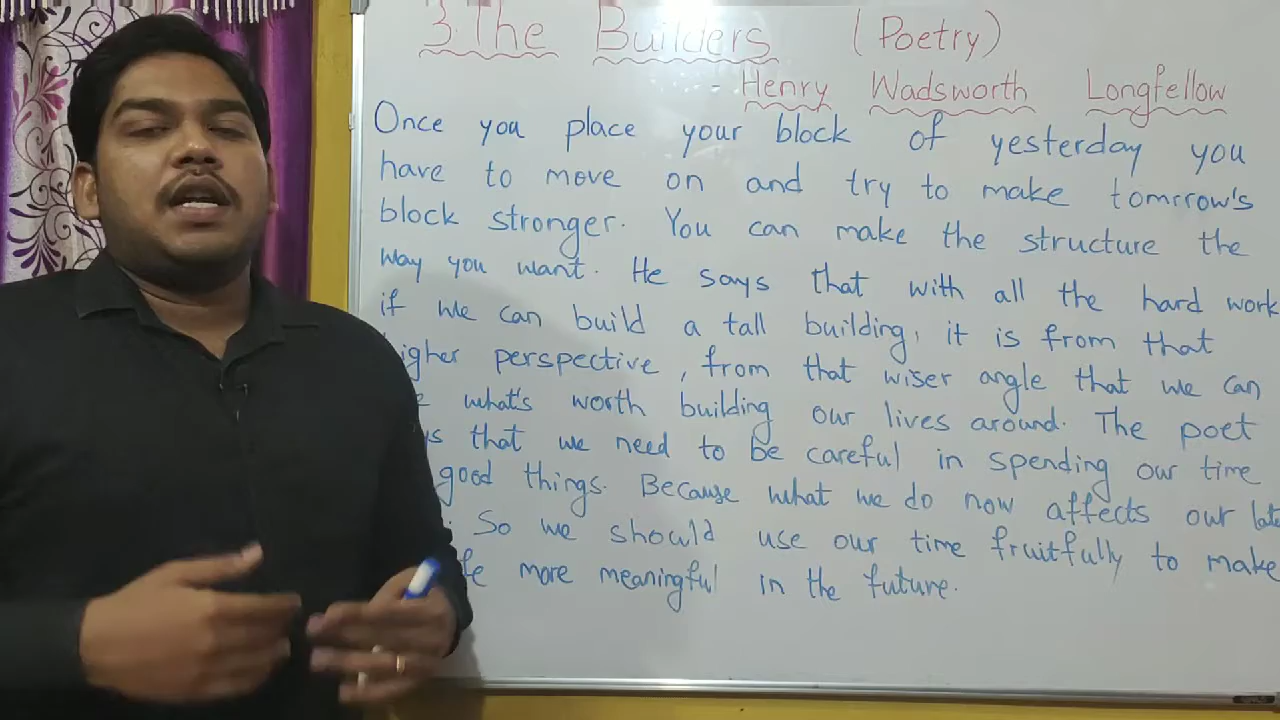 3. The Builders (Poetry)
- Henry Wadsworth Longfellow
Once you place your block of yesterday you
have to move on and try to make tomrrow's
block stronger. You can make the structure the
way you want. He says that with all the hard work
if we can build a tall building, it is from that
igher perspective, from that wiser angle that we can
what's worth building our lives around. The poet
that we need to be careful in spending our time
good things. Because what we do now affects our late
So we should use our time fruitfully to make
fe more meaningful in the future.